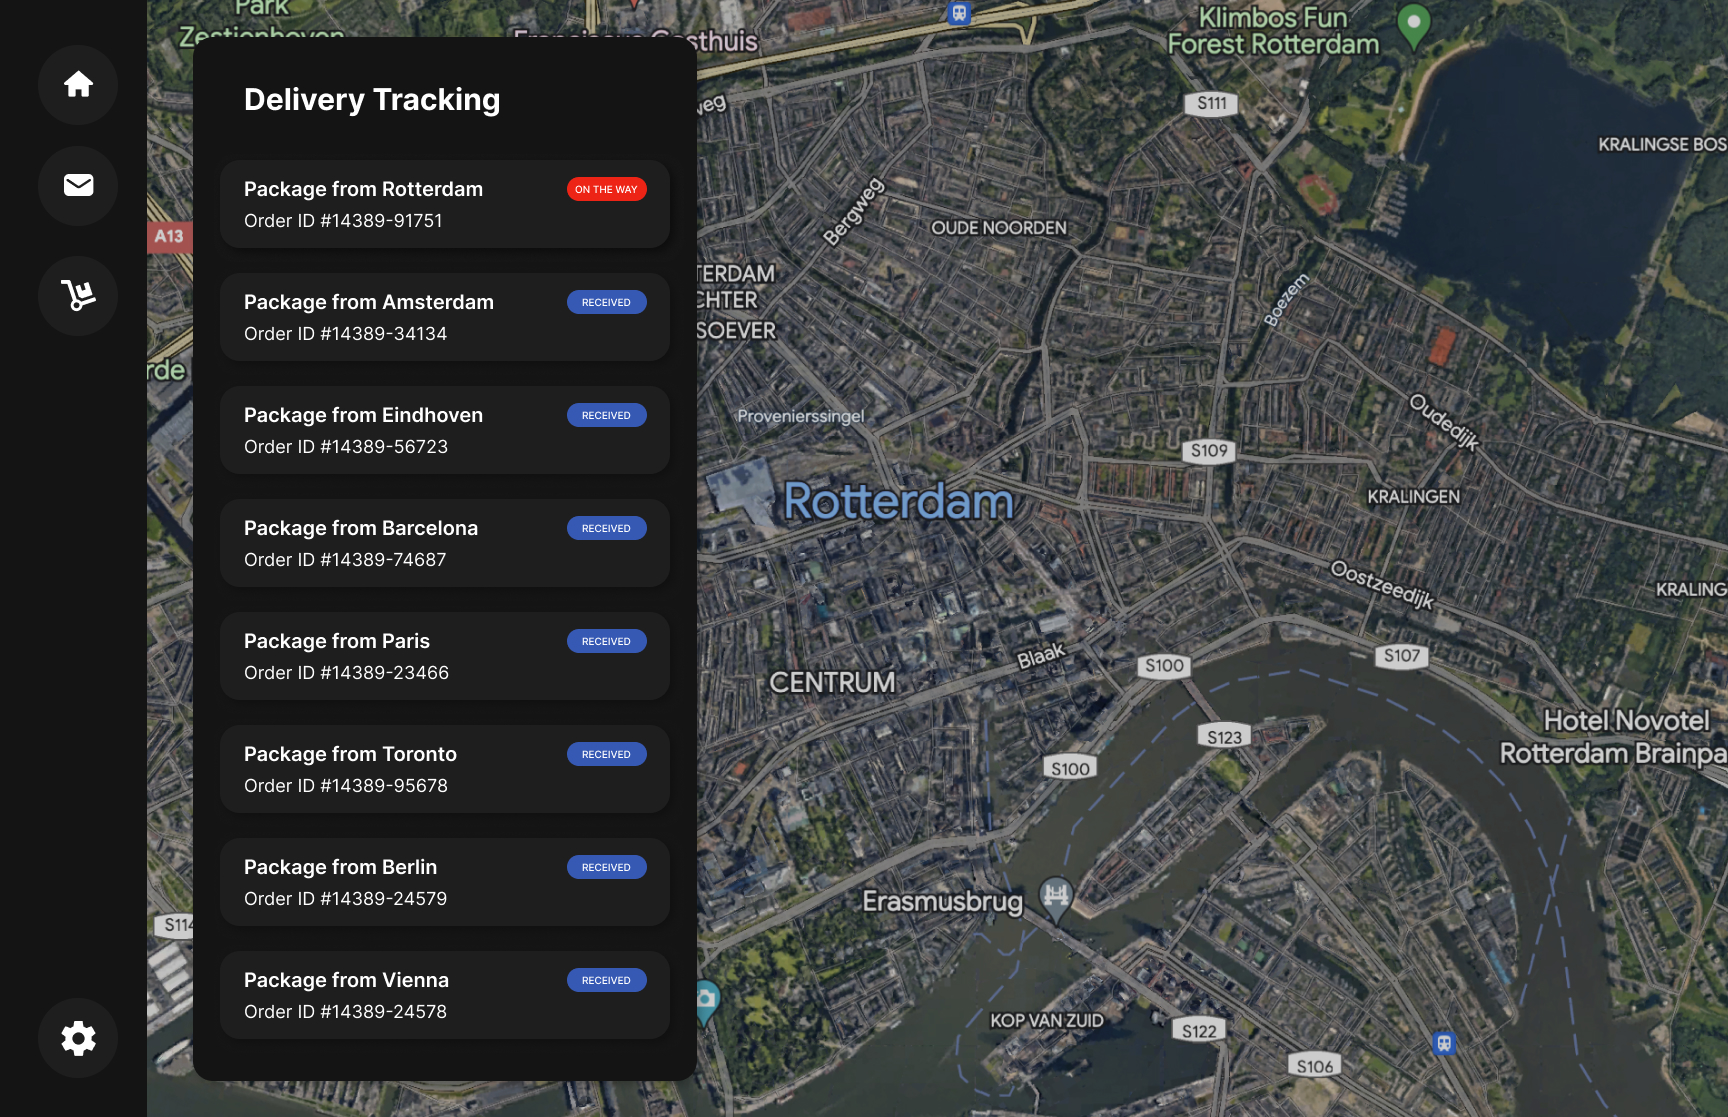 Park
Zestienhoven
Franciscus Gasthuis
Klimbos Fun
Forest Rotterdam
Delivery Tracking
S111
KRALINGSE BOS
Package from Rotterdam
ON THE WAY
Order ID #14389-91751
Bergweg
OUDE NOORDEN
A13
TERDAM
CHTER
SOEVER
Boezem
Package from Amsterdam
RECEIVED
Order ID #14389-34134
rde
Package from Eindhoven
RECEIVED
Order ID #14389-56723
Provenierssingel
Oudedijk
S109
KRALINGEN
Rotterdam
Package from Barcelona
RECEIVED
Order ID #14389-74687
Oostzeedijk
KRALING
Package from Paris
RECEIVED
Order ID #14389-23466
Blaak
S100
S107
CENTRUM
Hotel Novotel
Rotterdam Brainpa
S123
S100
Package from Toronto
RECEIVED
Order ID #14389-95678
Package from Berlin
RECEIVED
Order ID #14389-24579
Erasmusbrug
S114
Package from Vienna
RECEIVED
Order ID #14389-24578
KOP VAN ZUID
S122
S106